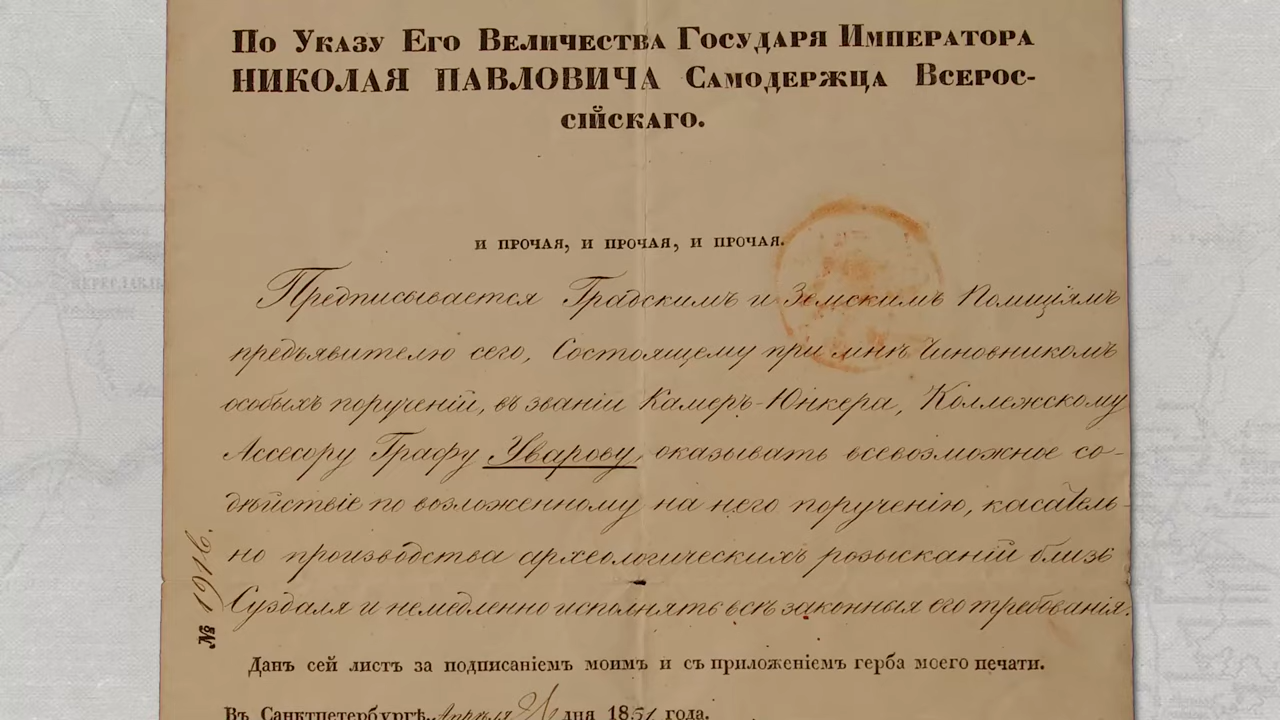 По Указу Его Величества Государя Императора
НИКОЛАЯ ПАВЛОВИЧА Самодержца Всерос-
сійскаго.
и прочая, и прочая, и прочая.
Предписывается Градскимъ и Земскимъ Полиціямъ
предъявителю сего, Состоящему при мнѣ Чиновникомъ
особыхъ порученій, въ званіи Камеръ-Юнкера, Коллежскому
Ассесору Графу Уварову, оказывать всевозможное со-
дѣйствіе по возложенному на него порученію, касатель-
но производства археологическихъ розысканій близь
Суздаля и немедленно исполнять всѣ законныя его требованія.
№ 1916.
Данъ сей листъ за подписаніемъ моимъ и съ приложеніемъ герба моего печати.
Въ Санктпетербургѣ, Апрѣля дня 1851 года.